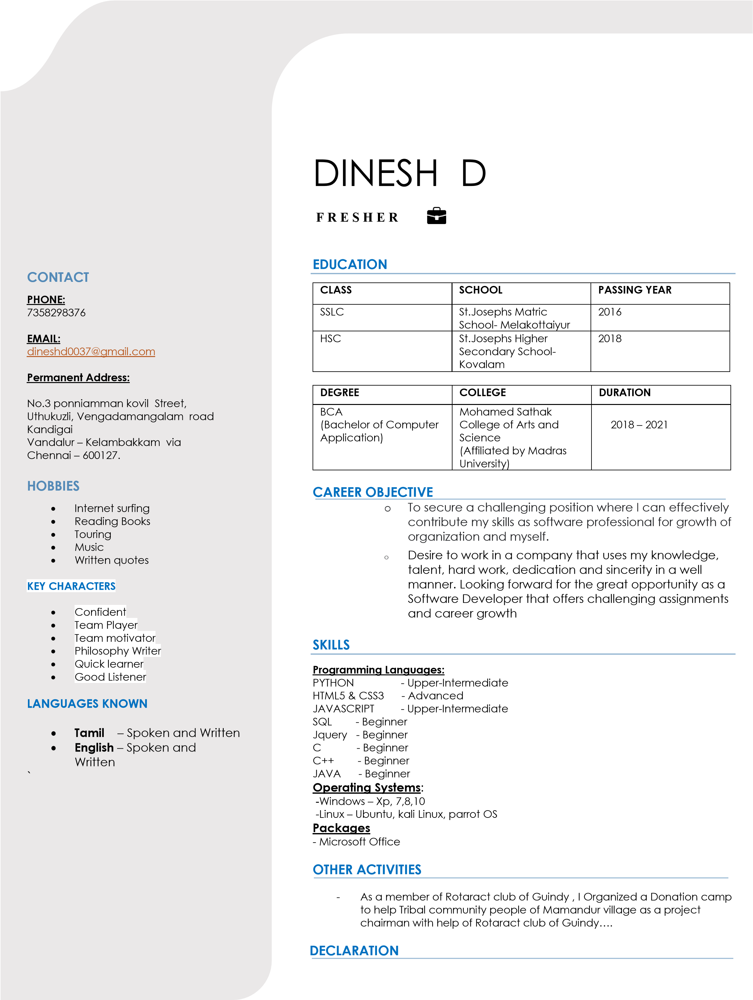 DINESH D
FRESHER
CONTACT
PHONE:
7358298376
EMAIL:
dineshd0037@gmail.com
Permanent Address:
No.3 ponniamman kovil Street,
Uthukuzli, Vengadamangalam road
Kandigai
Vandalur – Kelambakkam via
Chennai – 600127.
HOBBIES
• Internet surfing
• Reading Books
• Touring
• Music
• Written quotes
KEY CHARACTERS
• Confident
• Team Player
• Team motivator
• Philosophy Writer
• Quick learner
• Good Listener
LANGUAGES KNOWN
• Tamil – Spoken and Written
• English – Spoken and
Written
`
EDUCATION
CLASS SCHOOL PASSING YEAR
SSLC St.Josephs Matric 2016
School- Melakottaiyur
HSC St.Josephs Higher 2018
Secondary School-
Kovalam
DEGREE COLLEGE DURATION
BCA Mohamed Sathak
(Bachelor of Computer College of Arts and 2018 – 2021
Application) Science
(Affiliated by Madras
University)
CAREER OBJECTIVE
o To secure a challenging position where I can effectively
contribute my skills as software professional for growth of
organization and myself.
o Desire to work in a company that uses my knowledge,
talent, hard work, dedication and sincerity in a well
manner. Looking forward for the great opportunity as a
Software Developer that offers challenging assignments
and career growth
SKILLS
Programming Languages:
PYTHON - Upper-Intermediate
HTML5 & CSS3 - Advanced
JAVASCRIPT - Upper-Intermediate
SQL - Beginner
Jquery - Beginner
C - Beginner
C++ - Beginner
JAVA - Beginner
Operating Systems:
-Windows – Xp, 7,8,10
-Linux – Ubuntu, kali Linux, parrot OS
Packages
- Microsoft Office
OTHER ACTIVITIES
- As a member of Rotaract club of Guindy , I Organized a Donation camp
to help Tribal community people of Mamandur village as a project
chairman with help of Rotaract club of Guindy….
DECLARATION